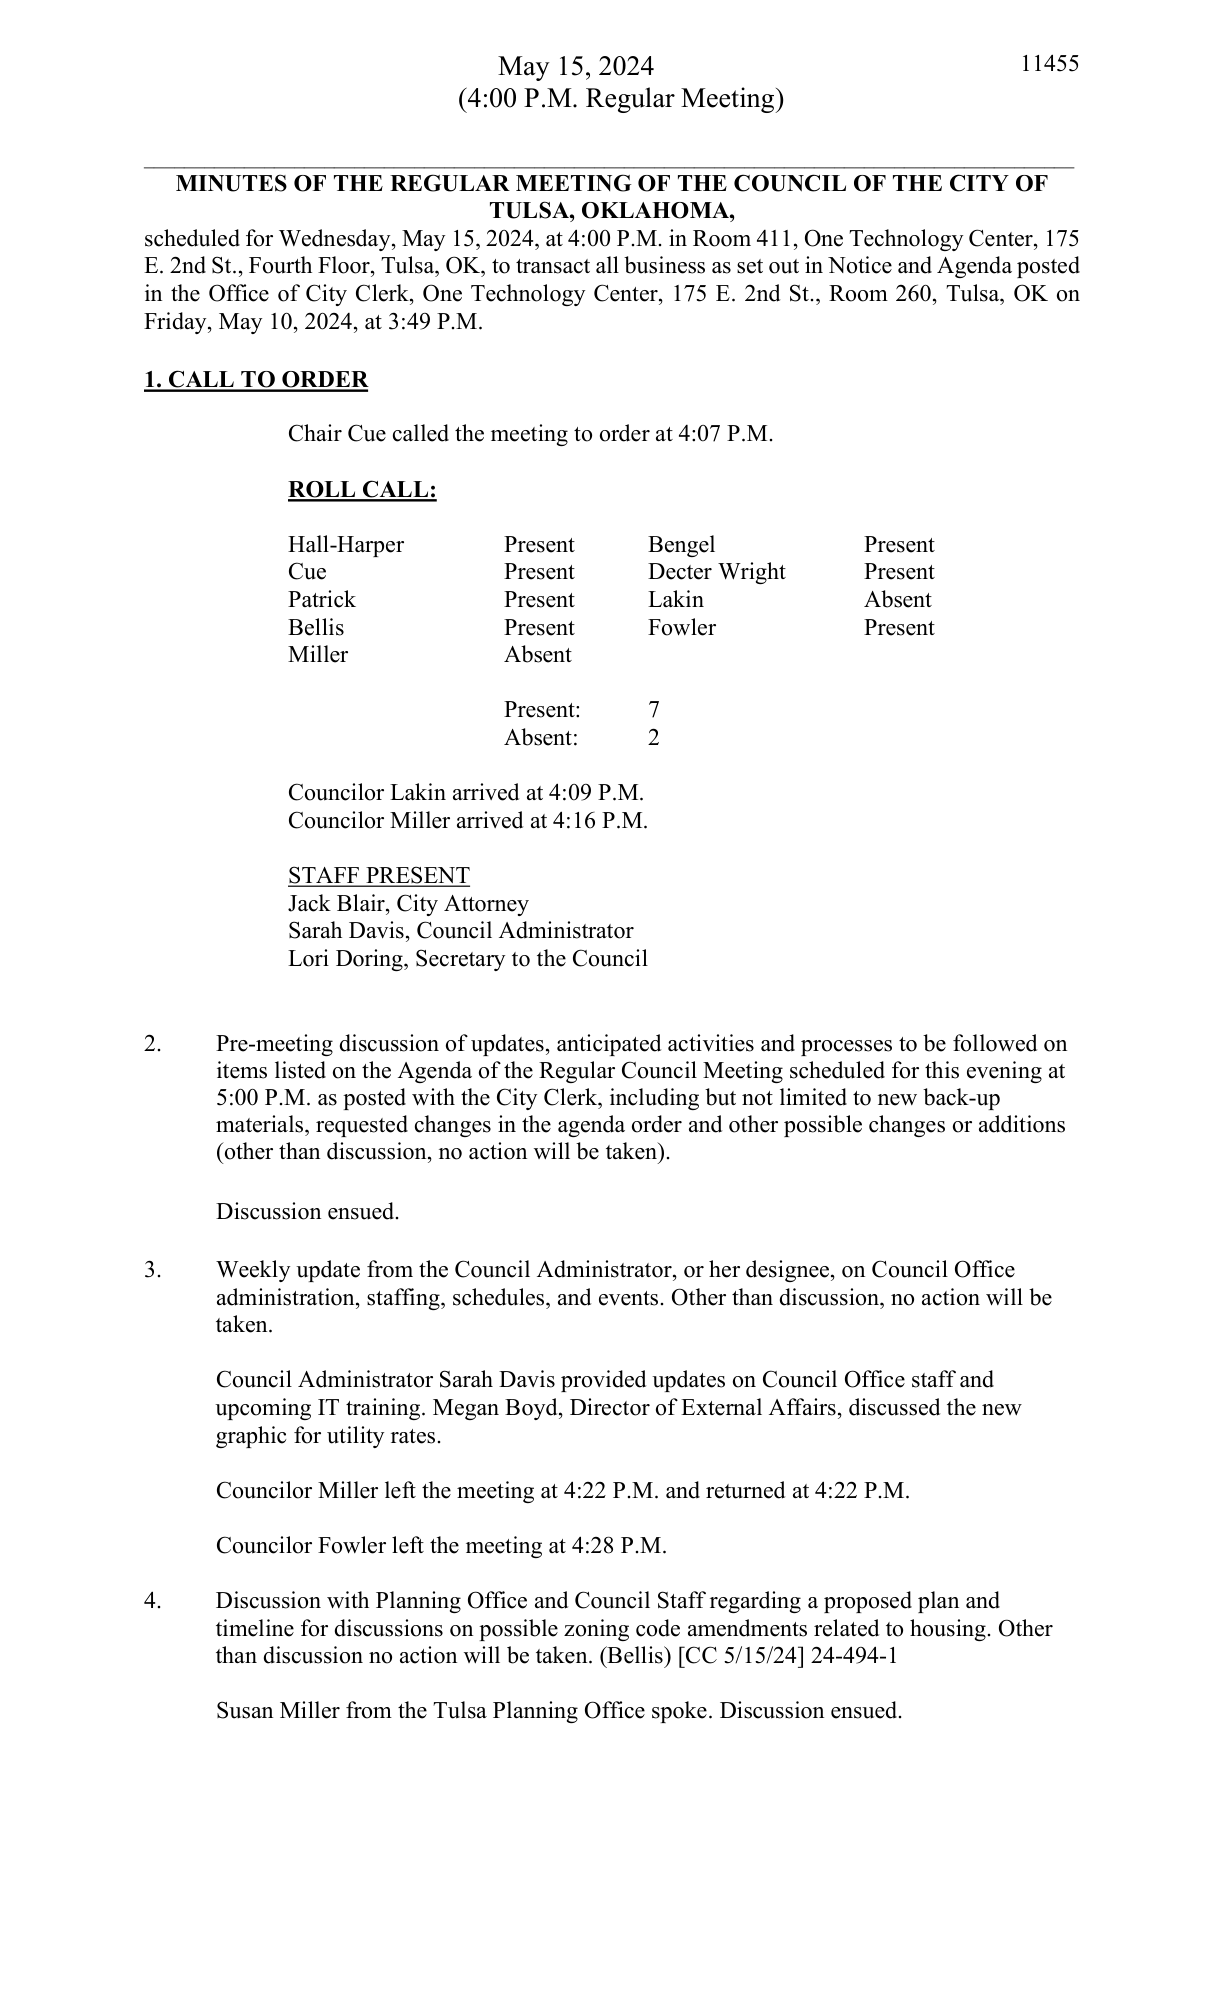 May 15, 2024 11455
(4:00 P.M. Regular Meeting)
MINUTES OF THE REGULAR MEETING OF THE COUNCIL OF THE CITY OF
TULSA, OKLAHOMA,
scheduled for Wednesday, May 15, 2024, at 4:00 P.M. in Room 411, One Technology Center, 175
E. 2nd St., Fourth Floor, Tulsa, OK, to transact all business as set out in Notice and Agenda posted
in the Office of City Clerk, One Technology Center, 175 E. 2nd St., Room 260, Tulsa, OK on
Friday, May 10, 2024, at 3:49 P.M.
1. CALL TO ORDER
Chair Cue called the meeting to order at 4:07 P.M.
ROLL CALL:
Hall-Harper Present Bengel Present
Cue Present Decter Wright Present
Patrick Present Lakin Absent
Bellis Present Fowler Present
Miller Absent
Present: 7
Absent: 2
Councilor Lakin arrived at 4:09 P.M.
Councilor Miller arrived at 4:16 P.M.
STAFF PRESENT
Jack Blair, City Attorney
Sarah Davis, Council Administrator
Lori Doring, Secretary to the Council
2. Pre-meeting discussion of updates, anticipated activities and processes to be followed on
items listed on the Agenda of the Regular Council Meeting scheduled for this evening at
5:00 P.M. as posted with the City Clerk, including but not limited to new back-up
materials, requested changes in the agenda order and other possible changes or additions
(other than discussion, no action will be taken).
Discussion ensued.
3. Weekly update from the Council Administrator, or her designee, on Council Office
administration, staffing, schedules, and events. Other than discussion, no action will be
taken.
Council Administrator Sarah Davis provided updates on Council Office staff and
upcoming IT training. Megan Boyd, Director of External Affairs, discussed the new
graphic for utility rates.
Councilor Miller left the meeting at 4:22 P.M. and returned at 4:22 P.M.
Councilor Fowler left the meeting at 4:28 P.M.
4. Discussion with Planning Office and Council Staff regarding a proposed plan and
timeline for discussions on possible zoning code amendments related to housing. Other
than discussion no action will be taken. (Bellis) [CC 5/15/24] 24-494-1
Susan Miller from the Tulsa Planning Office spoke. Discussion ensued.